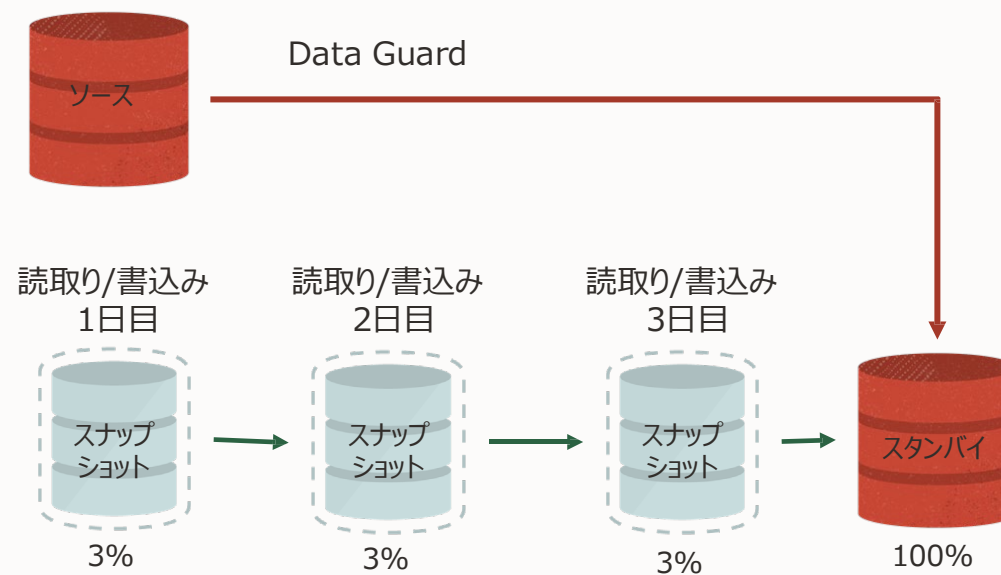 Data Guard
ソース
読取り/書込み
1日目
読取り/書込み
2日目
読取り/書込み
3日目
スナップ
ショット
スナップ
ショット
スナップ
ショット
スタンバイ
3%
3%
3%
100%